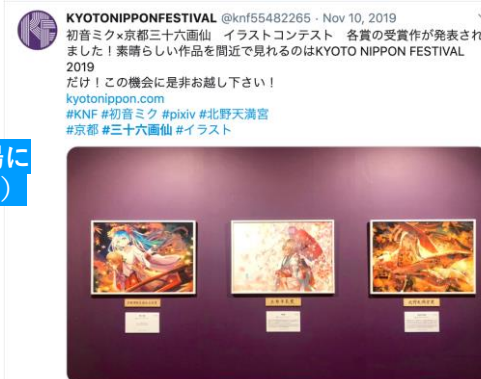 KYOTONIPPONFESTIVAL @knf55482265 · Nov 10, 2019
初音ミク×京都三十六画仙 イラストコンテスト 各賞の受賞作が発表され
ました！素晴らしい作品を間近で見れるのはKYOTO NIPPON FESTIVAL
2019
だけ！この機会に是非お越し下さい！
kyotonippon.com
#KNF #初音ミク #pixiv #北野天満宮
#京都 #三十六画仙 #イラスト
に
）